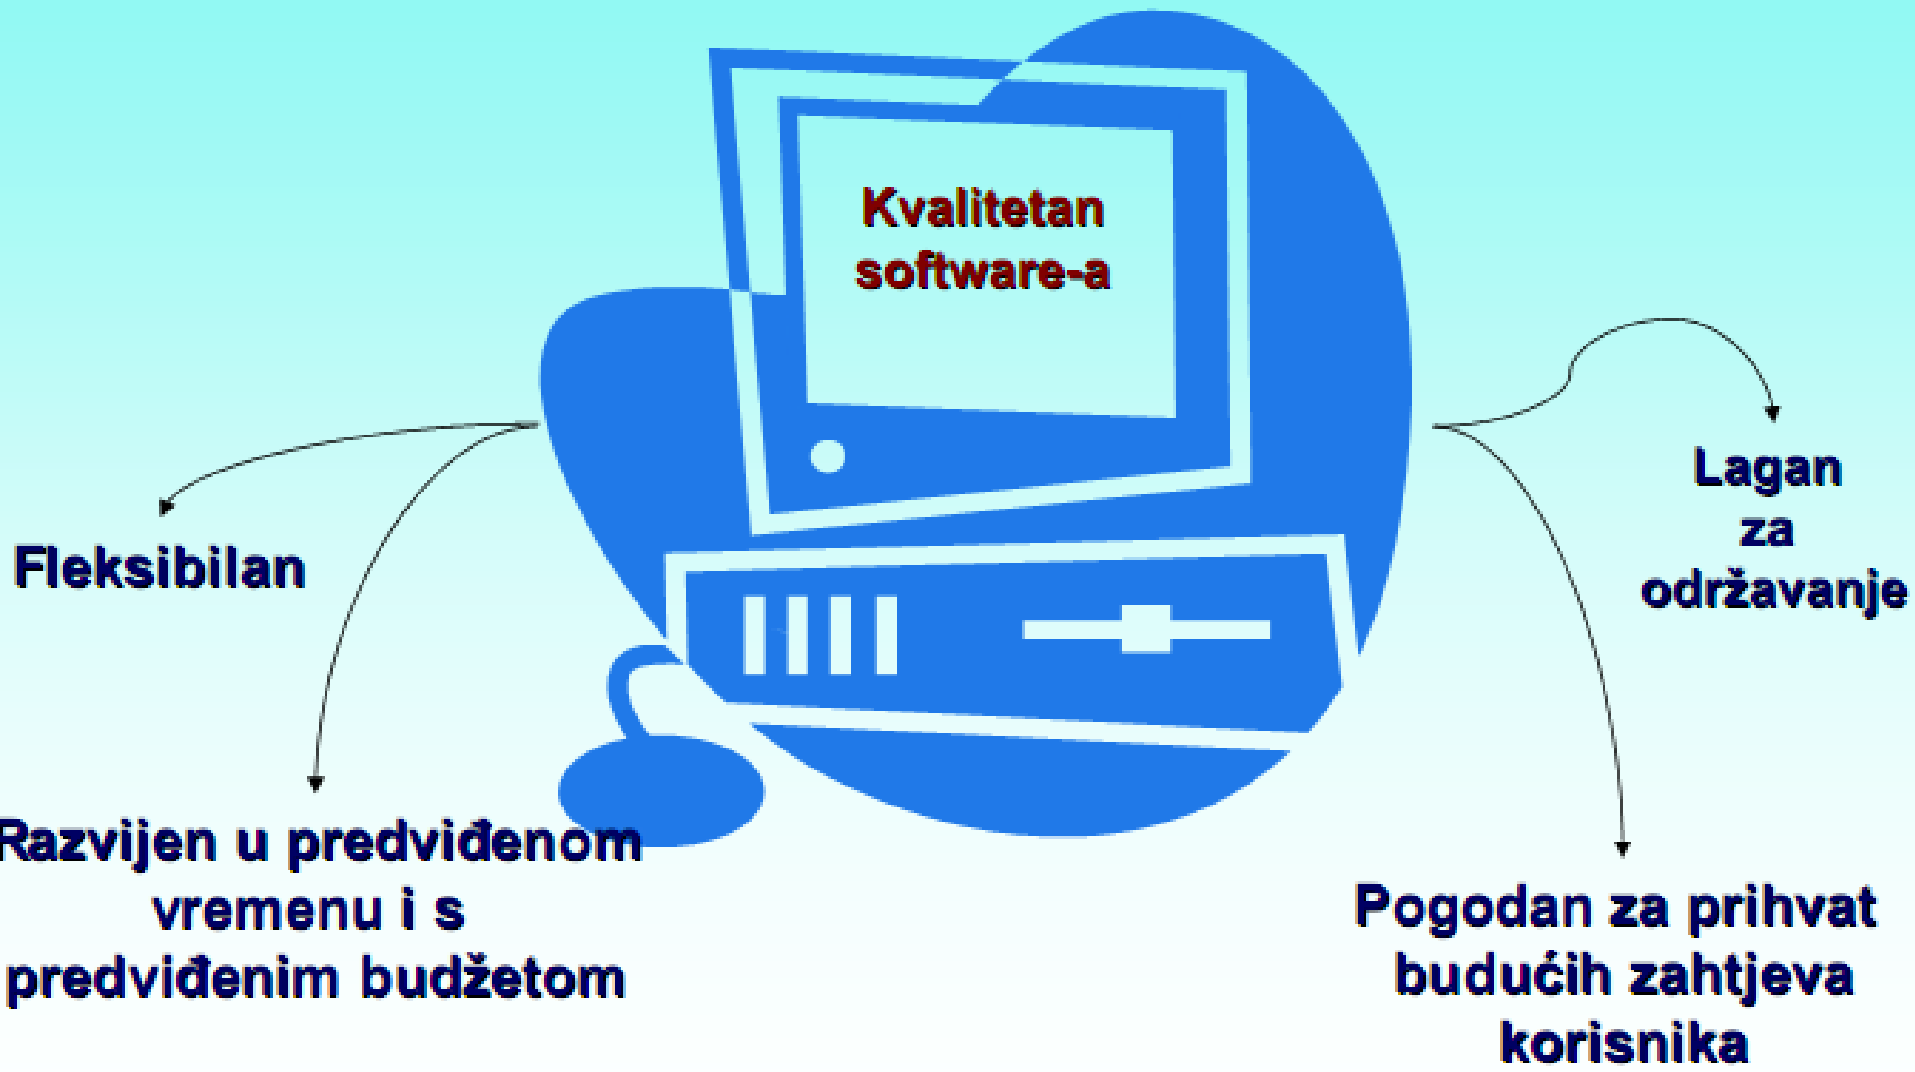 Kvalitetan
software-a
Fleksibilan
Lagan
za
održavanje
Razvijen u predviđenom
vremenu i s
predviđenim budžetom
Pogodan za prihvat
budućih zahtjeva
korisnika